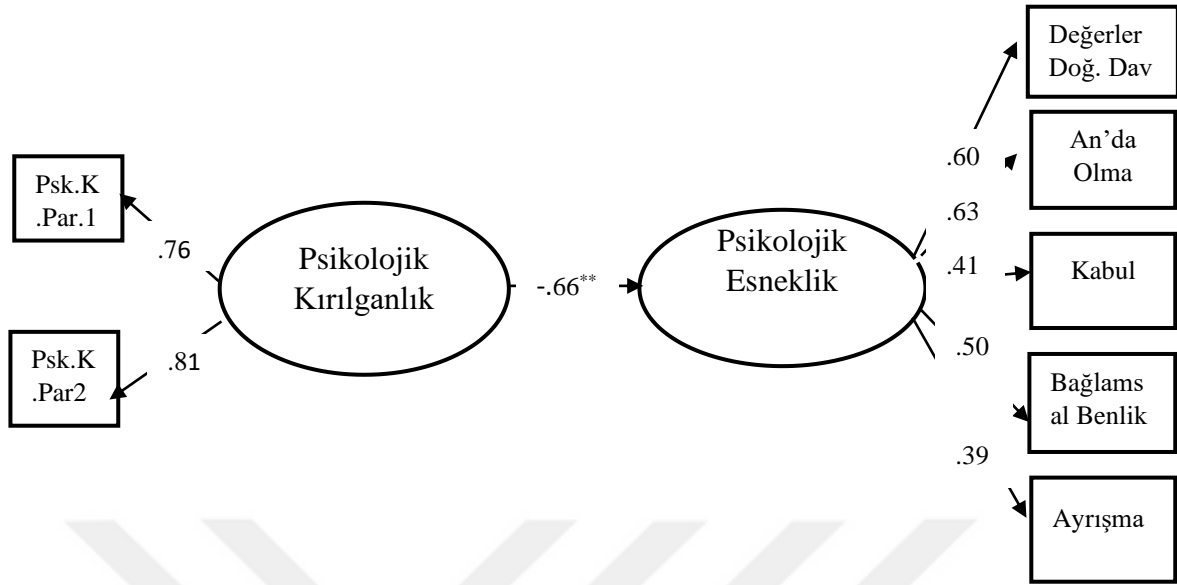 Psk.K
.Par.1
.76
Psk.K
.Par2
.81
Psikolojik
Kırılganlık
-.66**
Psikolojik
Esneklik
.60
.63
.41
.50
.39
Değerler
Doğ. Dav
An’da
Olma
Kabul
Bağlams
al Benlik
Ayrışma